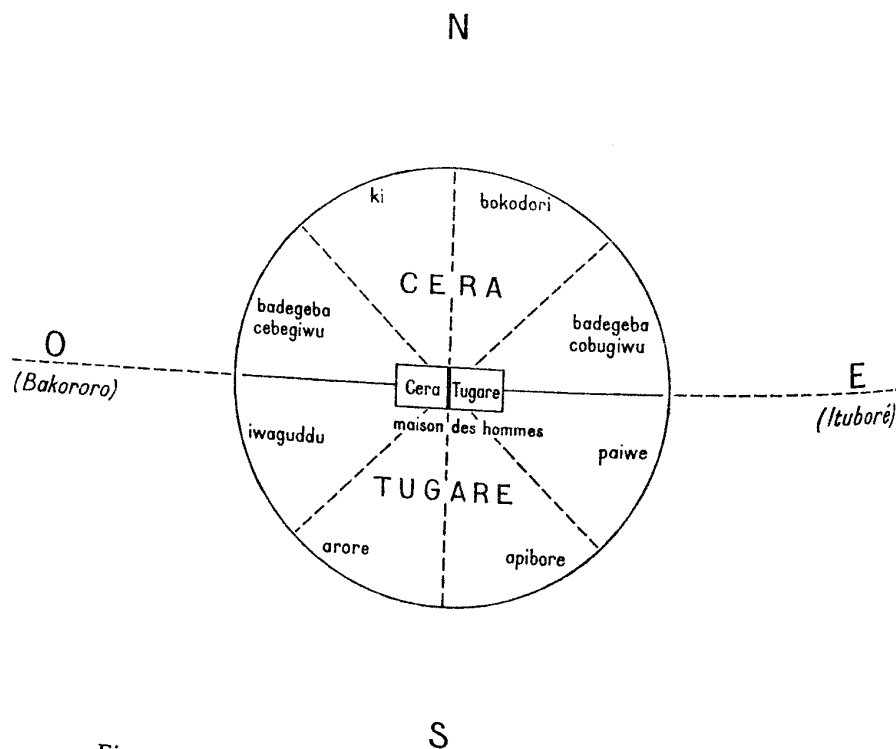 N
ki
bokodori
CERA
badegeba
cebegiwu
badegeba
cobugiwu
O
(Bakororo)
Cera
Tugare
E
(Ituboré)
maison des hommes
iwaguddu
paiwe
TUGARE
arore
apibore
S